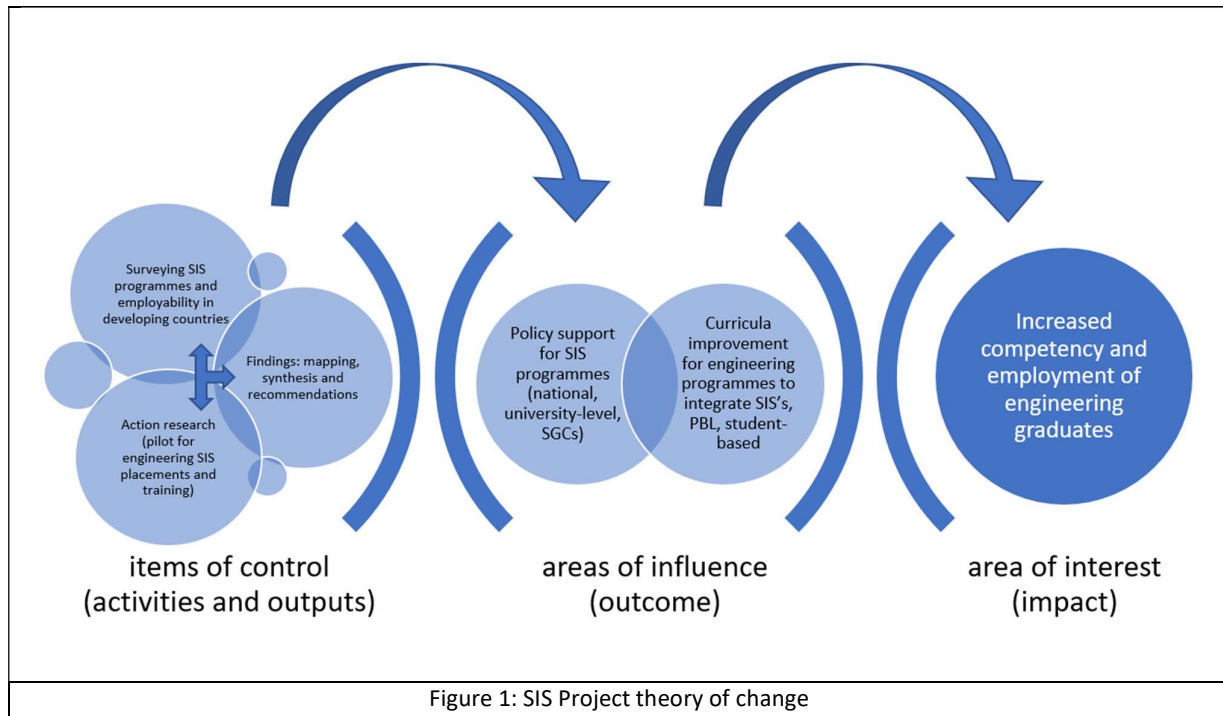 Surveying SIS
programmes and
employability in
developing countries
Findings: mapping,
synthesis and
recommendations
Action research
(pilot for
engineering SIS
placements and
training)
items of control
(activities and outputs)
Policy support
for SIS
programmes
(national,
university-level,
SGCs)
Curricula
improvement
for engineering
programmes to
integrate SIS's,
PBL, student-
based
areas of influence
(outcome)
Increased
competency and
employment of
engineering
graduates
area of interest
(impact)
Figure 1: SIS Project theory of change